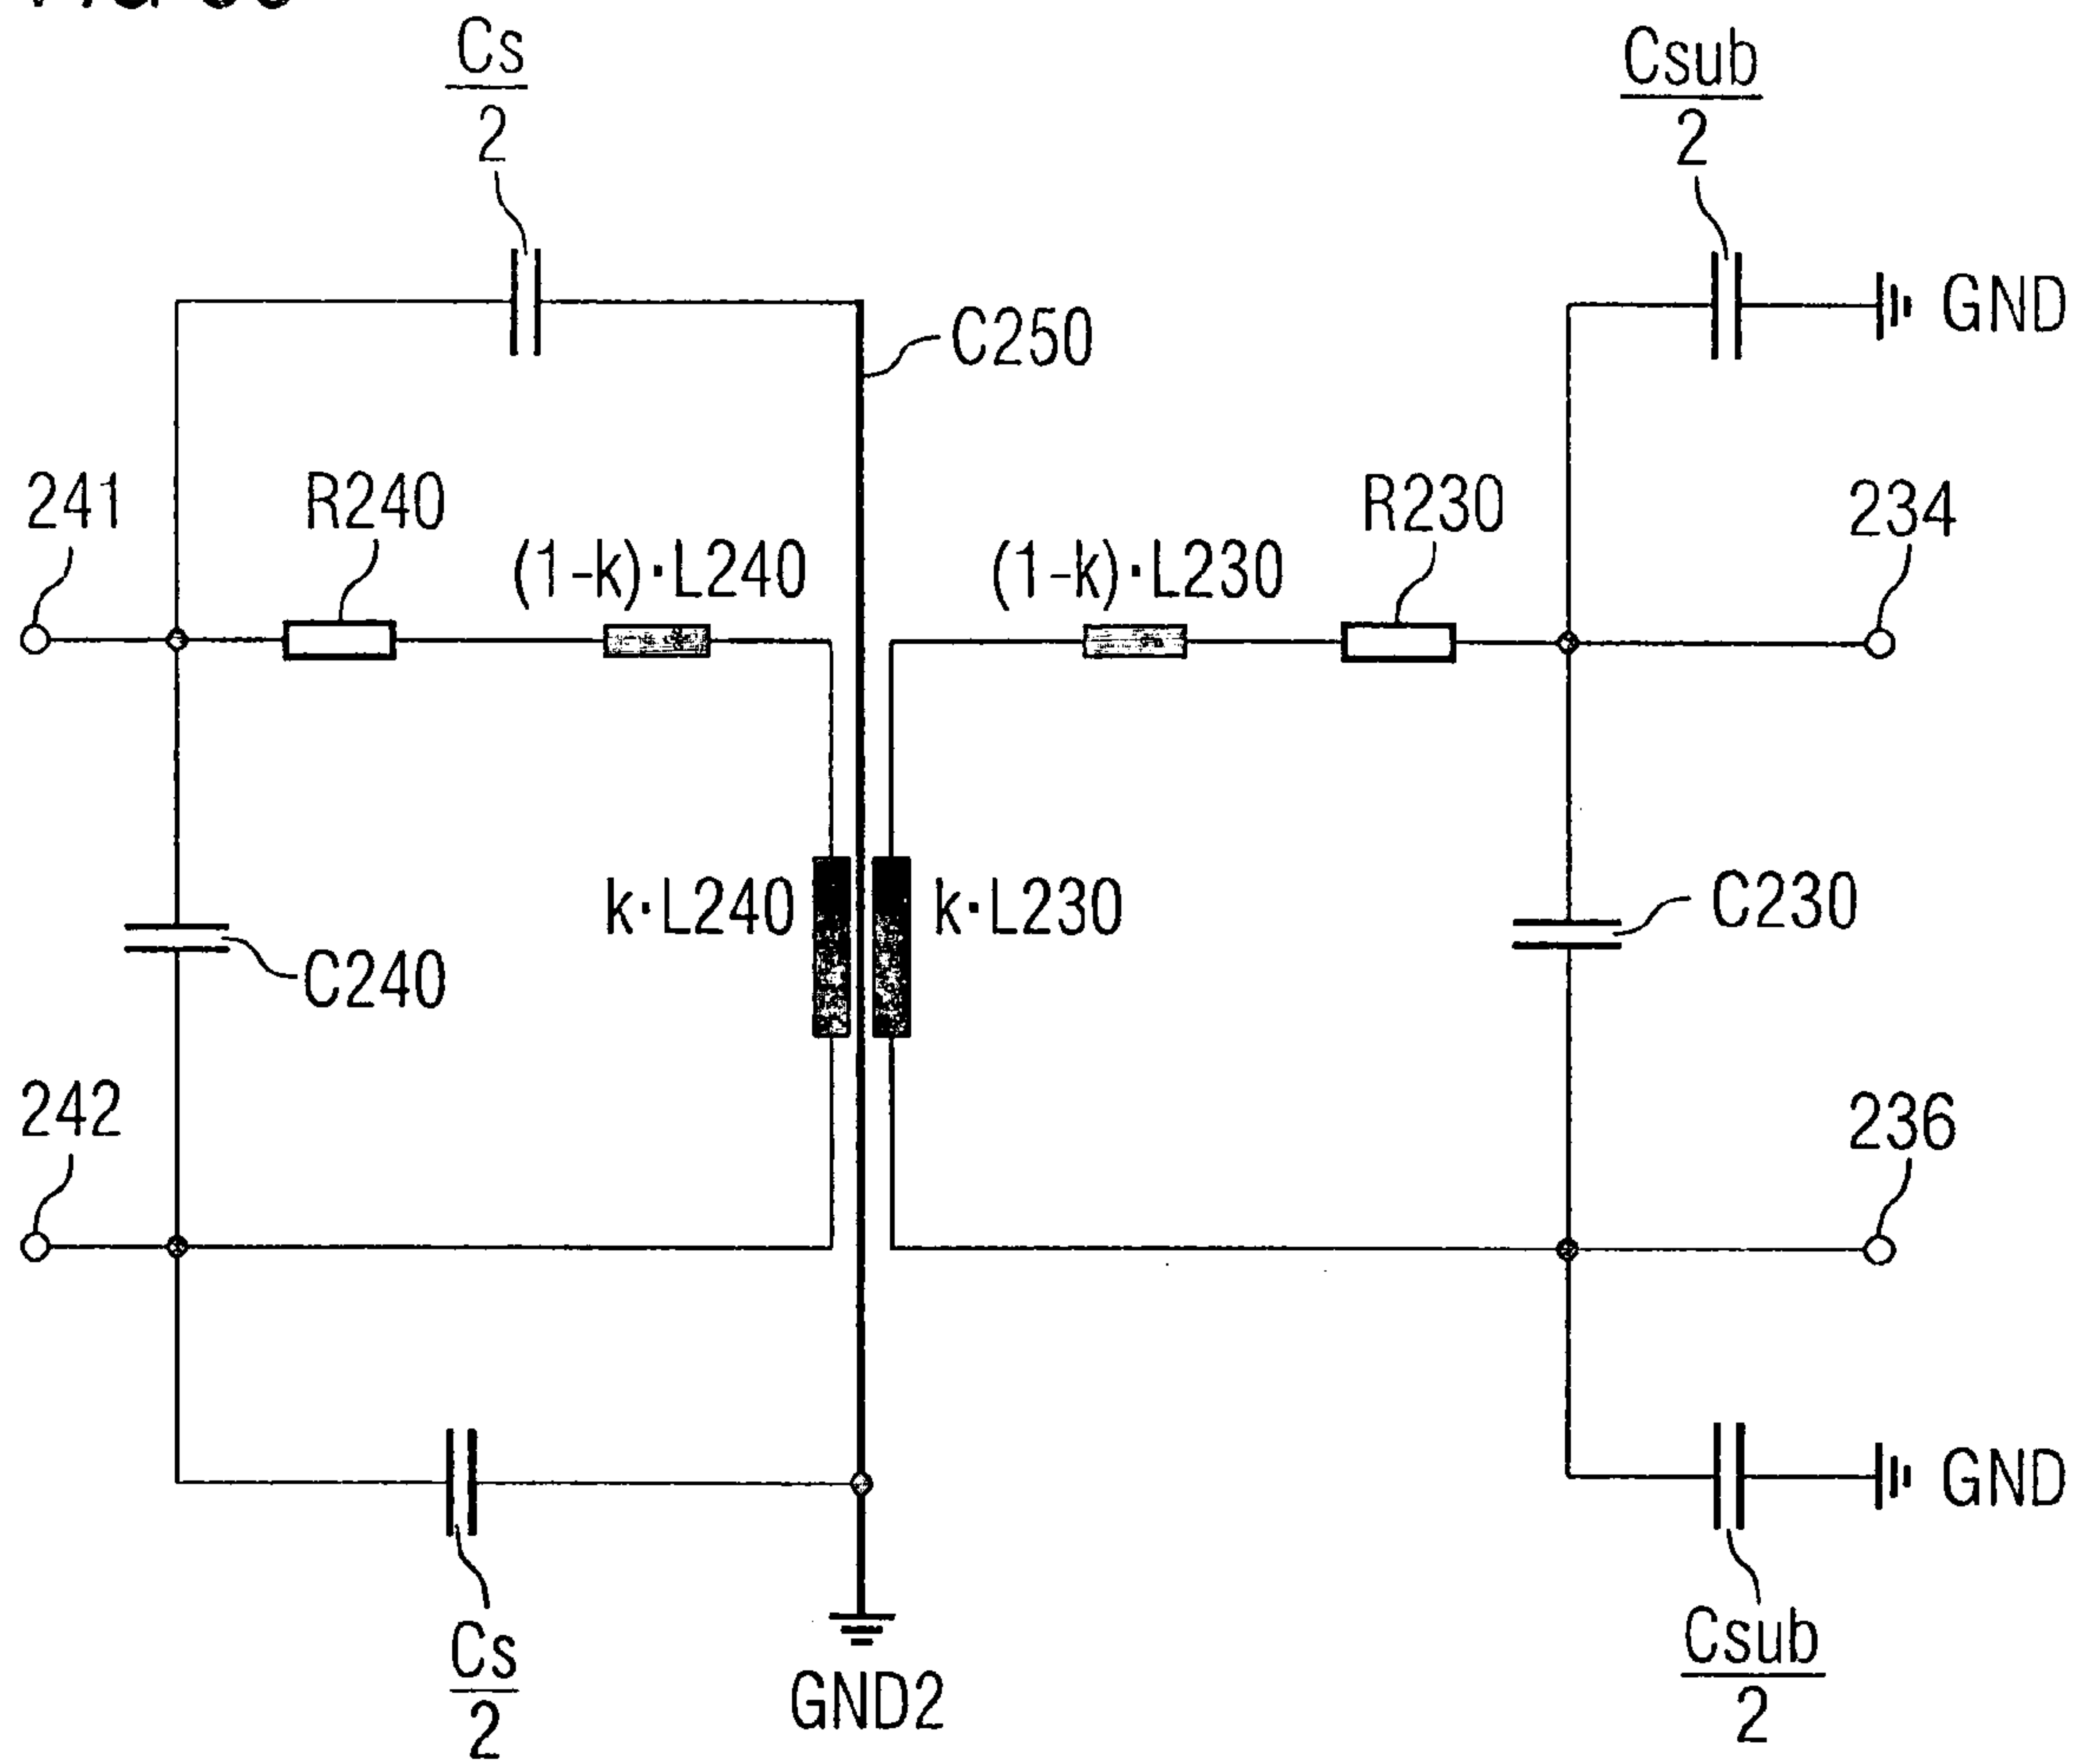 Cs
2
Csub
2
GND
C250
241
R240
(1-k)·L240
(1-k)·L230
R230
234
k·L240
k·L230
C230
C240
242
236
GND
Cs
2
GND2
Csub
2